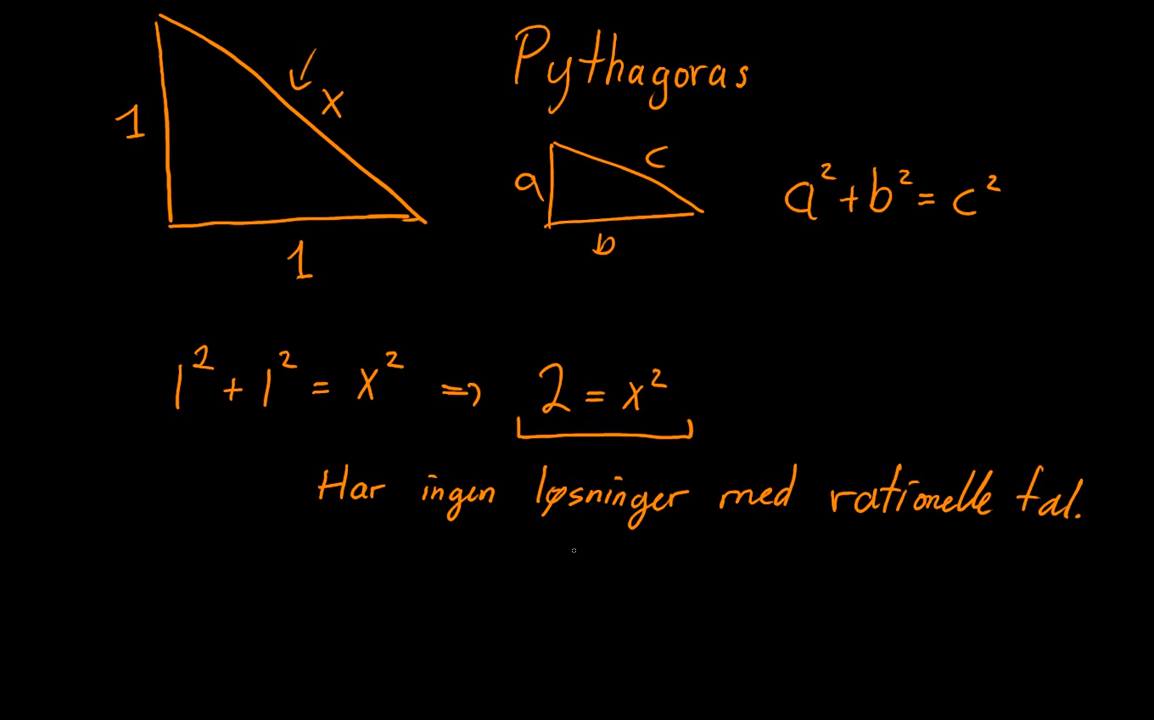 Pythagoras
1
x
1
a
c
b
a² + b² = c²
1² + 1² = x² ⇒ 2 = x²
Har ingen løsninger med rationelle tal.